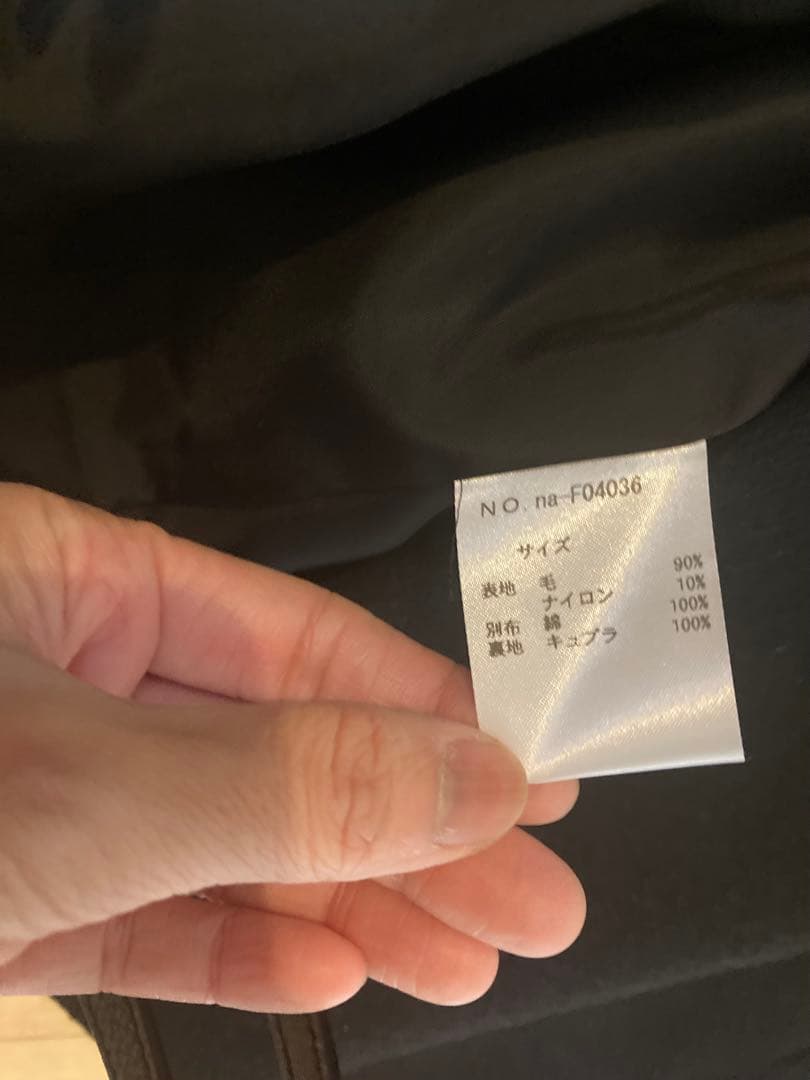 NO. na-F04036
サイズ
表地 毛 90%
ナイロン 10%
別布 綿 100%
裏地 キュプラ 100%